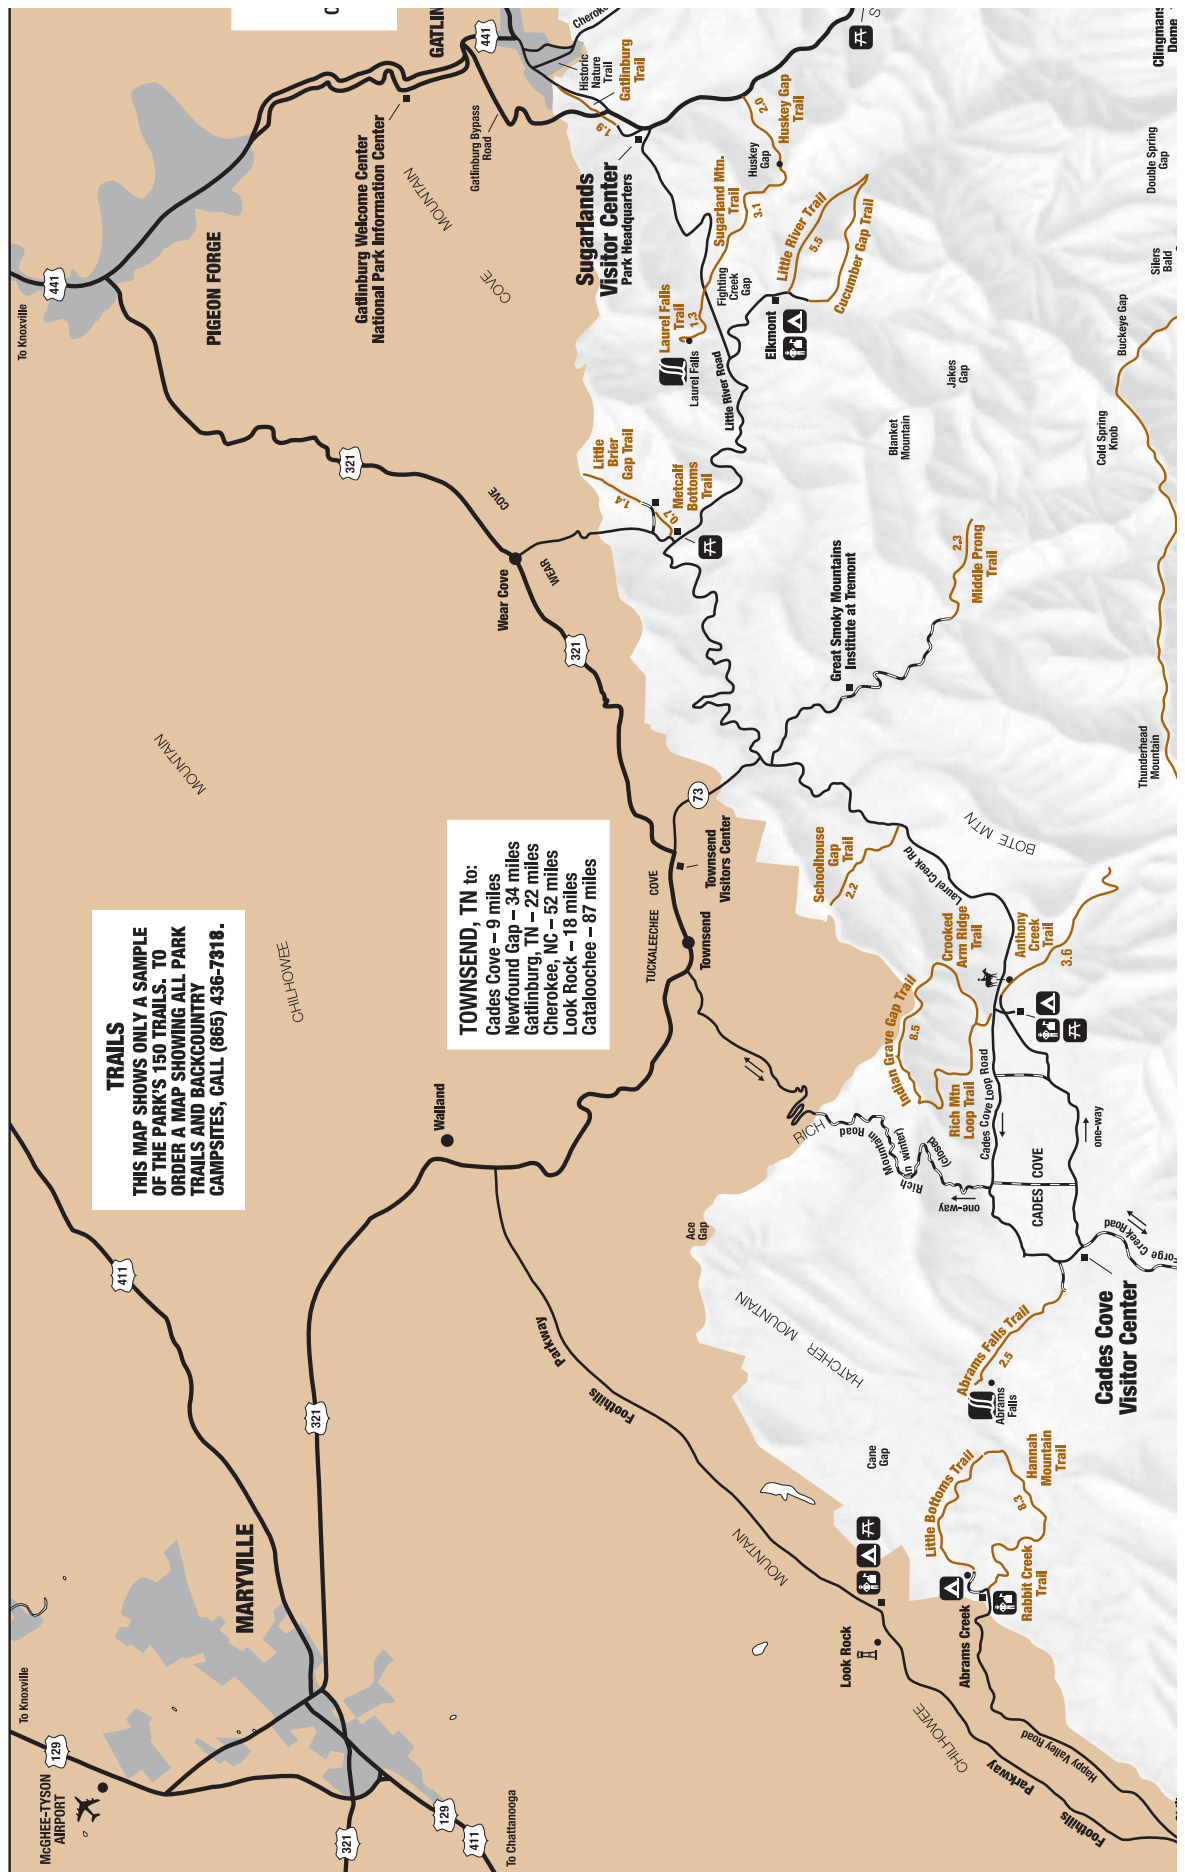 To Knoxville
129
McGHEE–TYSON
AIRPORT
MARYVILLE
321
129
411
To Chattanooga
411
321
TRAILS
THIS MAP SHOWS ONLY A SAMPLE
OF THE PARK'S 150 TRAILS. TO
ORDER A MAP SHOWING ALL PARK
TRAILS AND BACKCOUNTRY
CAMPSITES, CALL (865) 436-7318.
CHILHOWEE
MOUNTAIN
Walland
TOWNSEND, TN to:
Cades Cove – 9 miles
Newfound Gap – 34 miles
Gatlinburg, TN – 22 miles
Cherokee, NC – 52 miles
Look Rock – 18 miles
Cataloochee – 87 miles
To Knoxville
441
PIGEON FORGE
Gatlinburg Welcome Center
National Park Information Center
MOUNTAIN
COVE
Gatlinburg Bypass
Road
441
GATLIN
Historic
Nature
Trail
Gatlinburg
Trail
1.9
Sugarlands
Visitor Center
Park Headquarters
321
COVE
WEAR
Wear Cove
321
TUCKALEECHEE
COVE
Townsend
Townsend
Visitors Center
73
Little
Brier
Gap Trail
1.4
0.7
Metcalf
Bottoms
Trail
Laurel Falls
Trail
1.3
Laurel Falls
Little River Road
Fighting
Creek
Gap
Sugarland Mtn.
Trail
3.1
Huskey
Gap
2.0
Huskey Gap
Trail
Little River Trail
5.5
Cucumber Gap Trail
Elkmont
Jakes
Gap
Blanket
Mountain
Great Smoky Mountains
Institute at Tremont
2.3
Middle Prong
Trail
Cold Spring
Knob
Buckeye Gap
Silers
Bald
Double Spring
Gap
Clingmans
Dome
Thunderhead
Mountain
BOTE MTN
Schoolhouse
Gap
Trail
2.2
Laurel Creek Rd
Crooked
Arm Ridge
Trail
Anthony
Creek
Trail
3.6
Indian Grave Gap Trail
8.5
Rich Mtn
Loop Trail
Cades Cove Loop Road
CADES
COVE
one-way
one-way
RICH
Rich
Mountain
Road
(closed
in winter)
Forge
Creek Road
Cades Cove
Visitor Center
Ace
Gap
HATCHER
MOUNTAIN
MOUNTAIN
Abrams Falls Trail
2.5
Abrams
Falls
Foothills
Parkway
MOUNTAIN
Cane
Gap
Little Bottoms Trail
Hannah
Mountain
Trail
8.3
Rabbit Creek
Trail
Abrams Creek
Look Rock
CHILHOWEE
Foothills
Parkway
Happy Valley Road